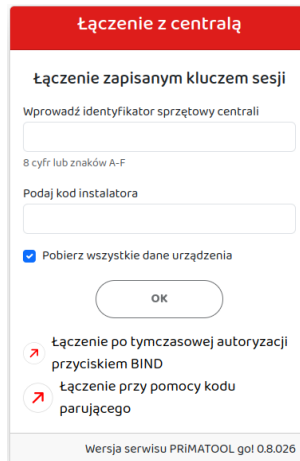 Łączenie z centralą
Łączenie zapisanym kluczem sesji
Wprowadź identyfikator sprzętowy centrali
8 cyfr lub znaków A-F
Podaj kod instalatora
Pobierz wszystkie dane urządzenia
OK
Łączenie po tymczasowej autoryzacji
przyciskiem BIND
Łączenie przy pomocy kodu
parującego
Wersja serwisu PRiMATOOL go! 0.8.026